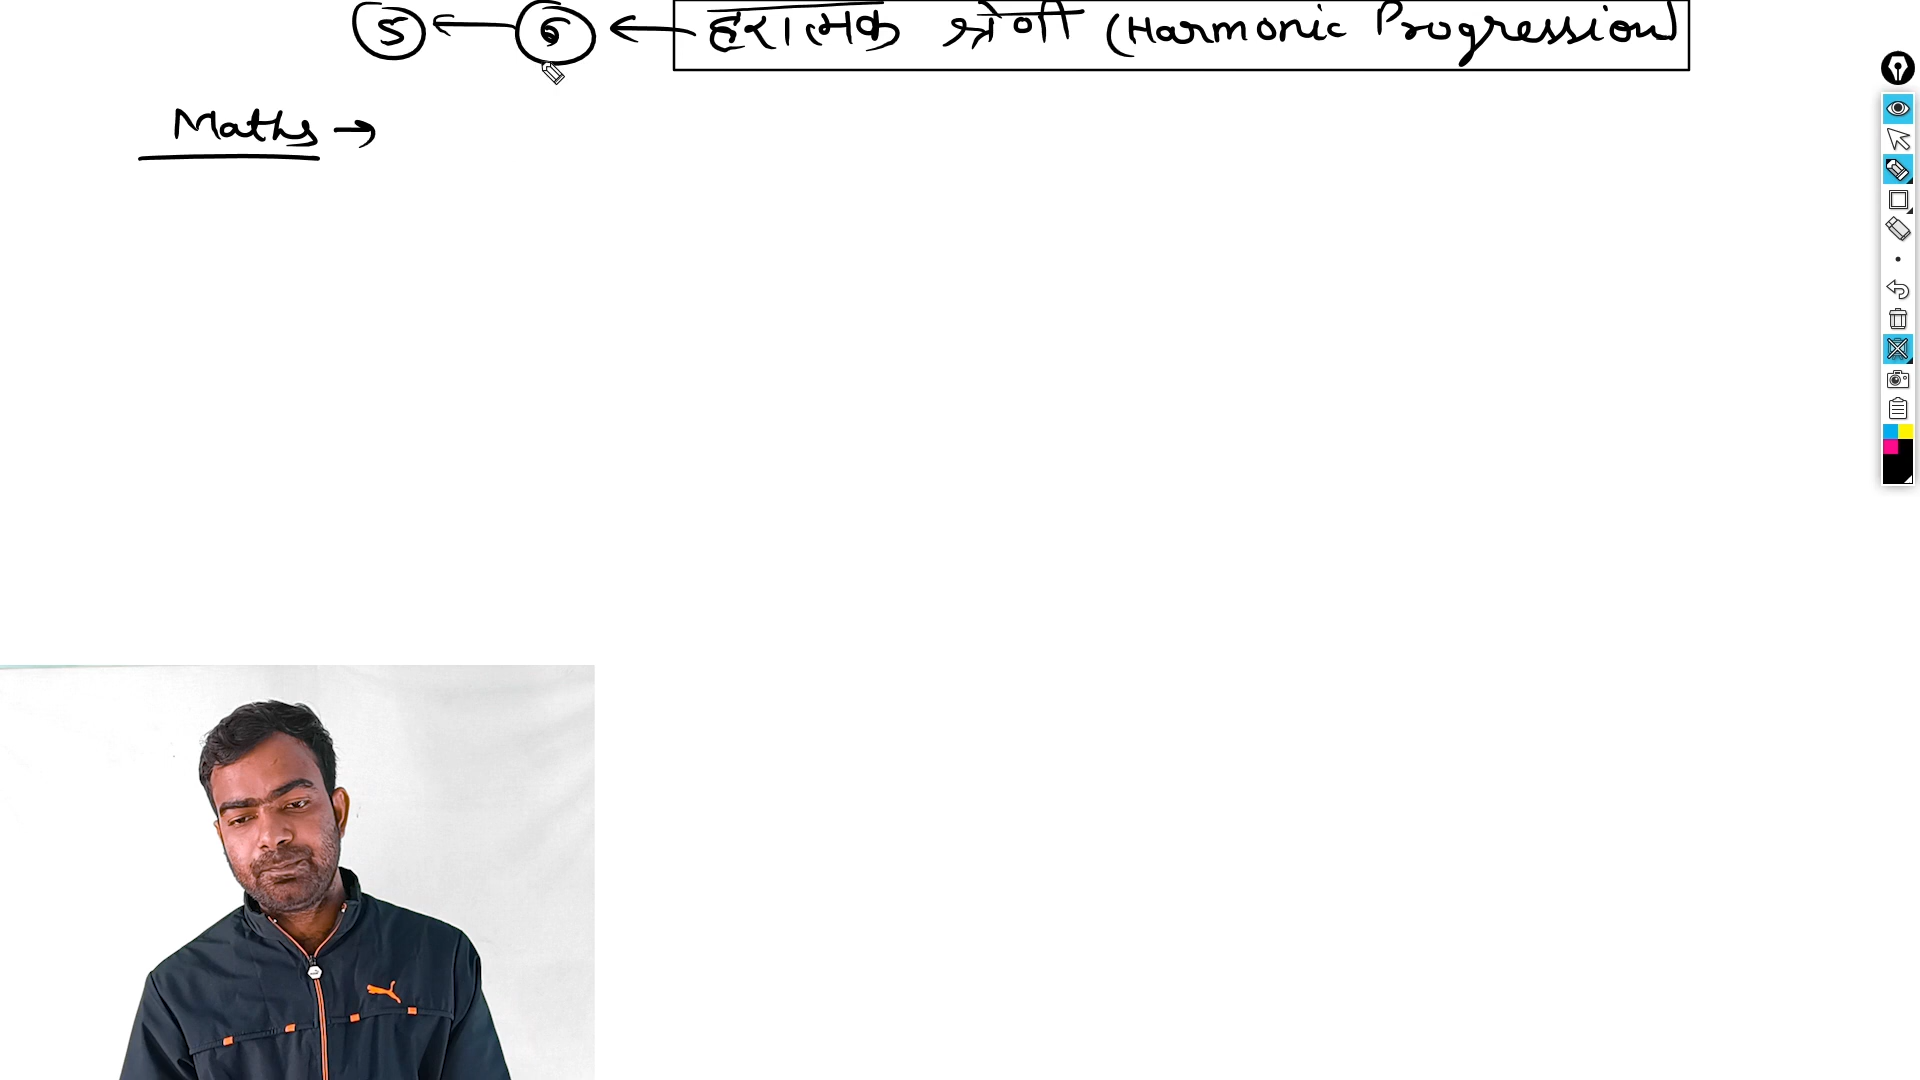 5 ← 6 ← हरात्मक श्रेणी (Harmonic Progression)
Maths →